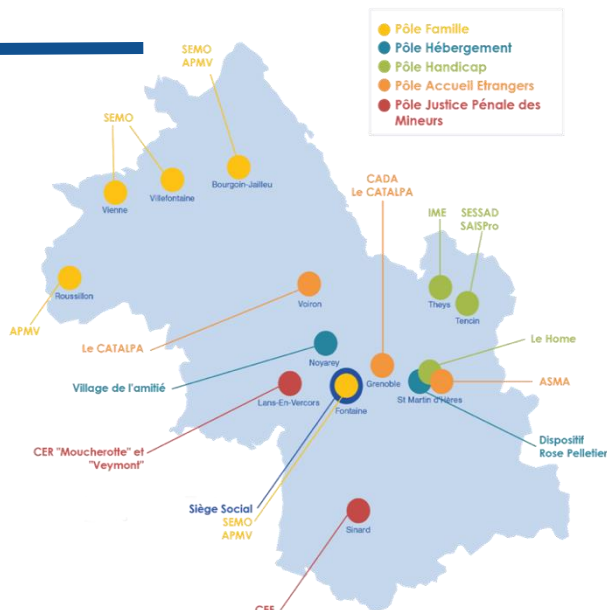 Pôle Famille
Pôle Hébergement
Pôle Handicap
Pôle Accueil Etrangers
Pôle Justice Pénale des
Mineurs
SEMO
APMV
SEMO
Bourgoin-Jailleu
Villefontaine
Vienne
CADA
Le CATALPA
IME
SESSAD
SAISPro
Roussillon
Voiron
Theys
Tencin
APMV
Le CATALPA
Noyarey
Le Home
Village de l'amitié
Grenoble
ASMA
Lans-En-Vercors
Fontaine
St Martin d'Hères
CER "Moucherotte" et
"Veymont"
Dispositif
Rose Pelletier
Siège Social
SEMO
APMV
Sinard